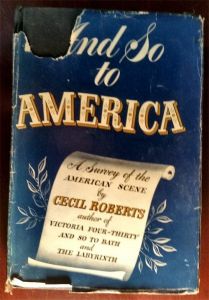 And So
to
AMERICA
A Survey of the
AMERICAN SCENE
by
CECIL ROBERTS
author of
VICTORIA FOUR-THIRTY
AND SO TO BATH
and
THE LABYRINTH